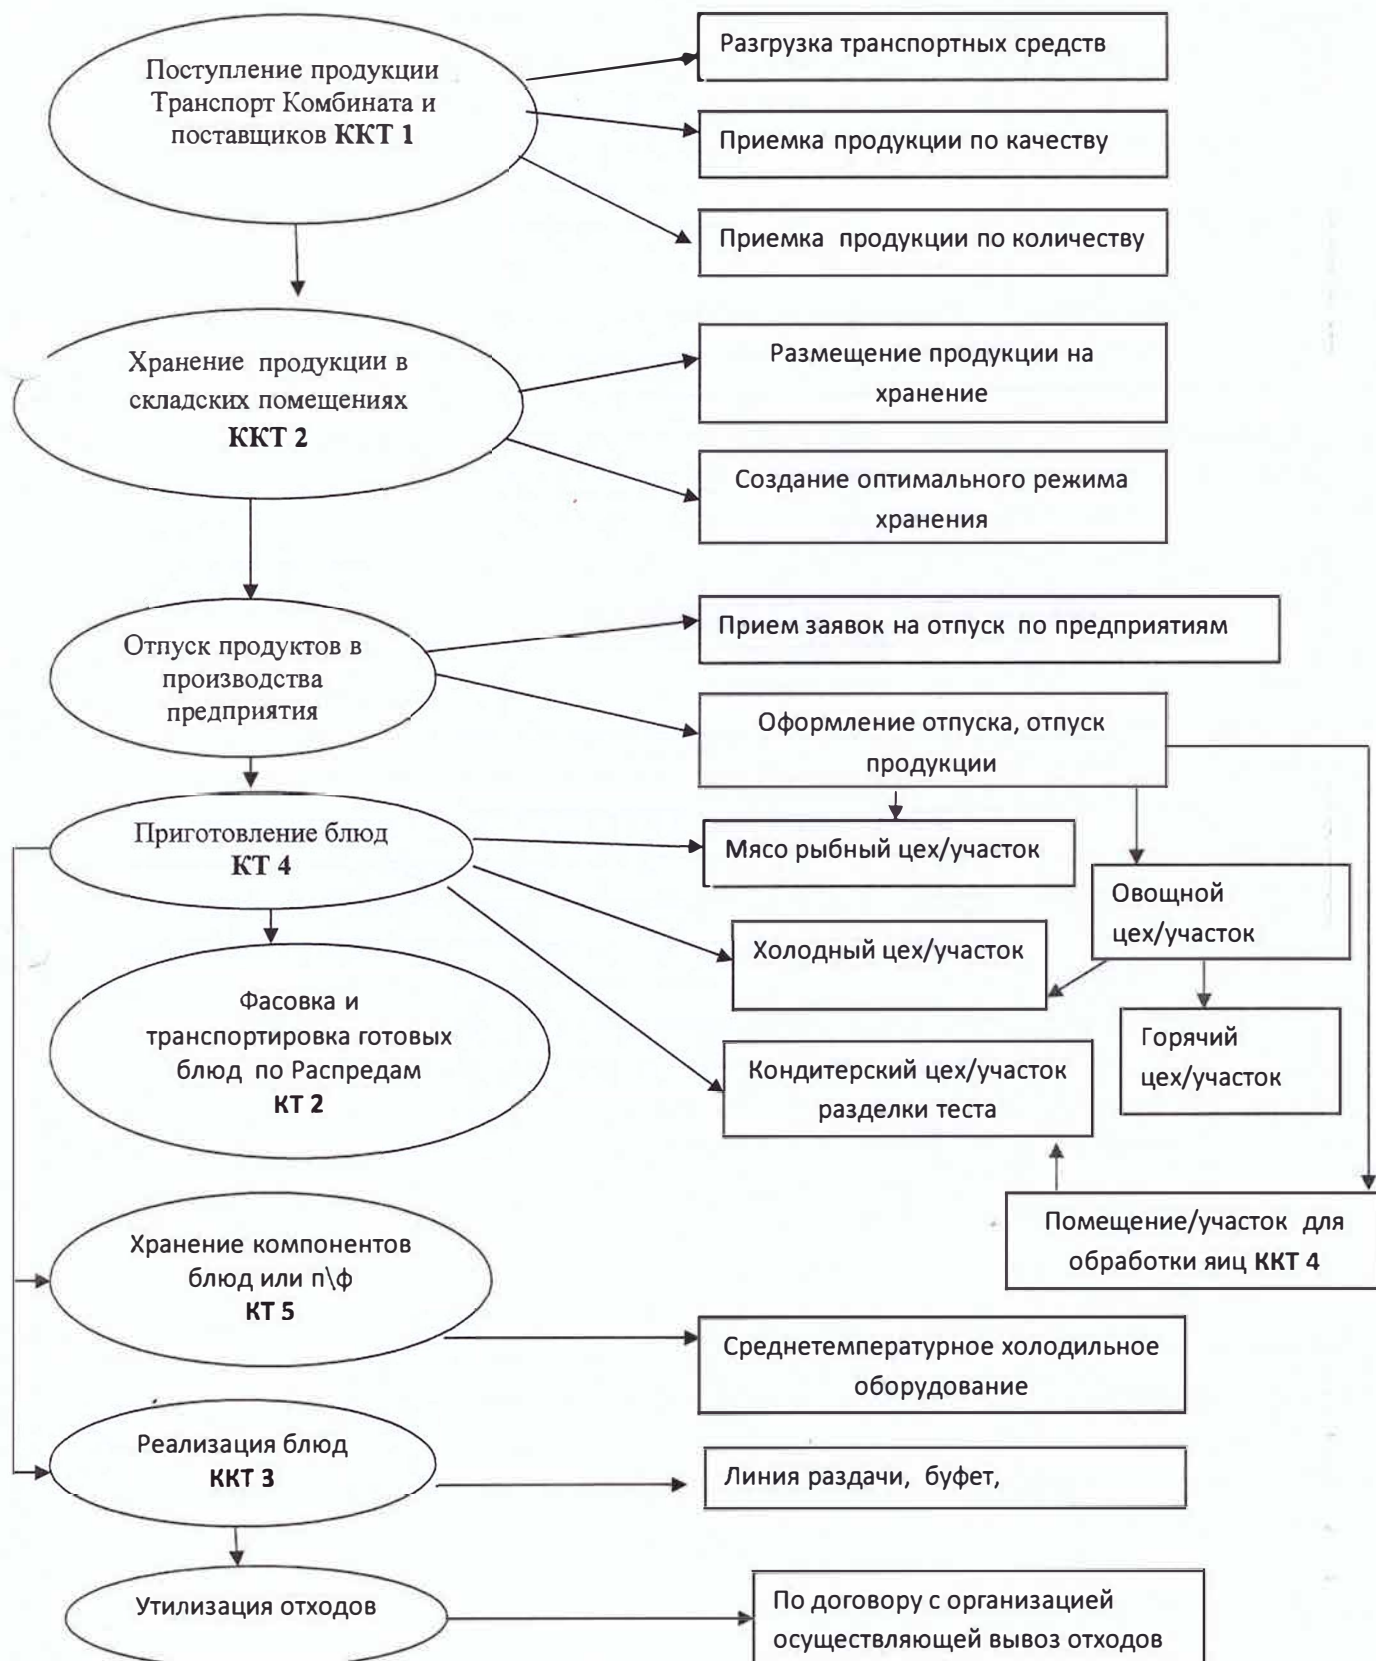 Поступление продукции
Транспорт Комбината и
поставщиков ККТ 1
Разгрузка транспортных средств
Приемка продукции по качеству
Приемка продукции по количеству
Хранение продукции в
складских помещениях
ККТ 2
Размещение продукции на
хранение
Создание оптимального режима
хранения
Отпуск продуктов в
производства
предприятия
Прием заявок на отпуск по предприятиям
Оформление отпуска, отпуск
продукции
Приготовление блюд
КТ 4
Мясо рыбный цех/участок
Овощной
цех/участок
Холодный цех/участок
Горячий
цех/участок
Кондитерский цех/участок
разделки теста
Фасовка и
транспортировка готовых
блюд по Распредам
КТ 2
Помещение/участок для
обработки яиц ККТ 4
Хранение компонентов
блюд или п\ф
КТ 5
Среднетемпературное холодильное
оборудование
Реализация блюд
ККТ 3
Линия раздачи, буфет,
Утилизация отходов
По договору с организацией
осуществляющей вывоз отходов